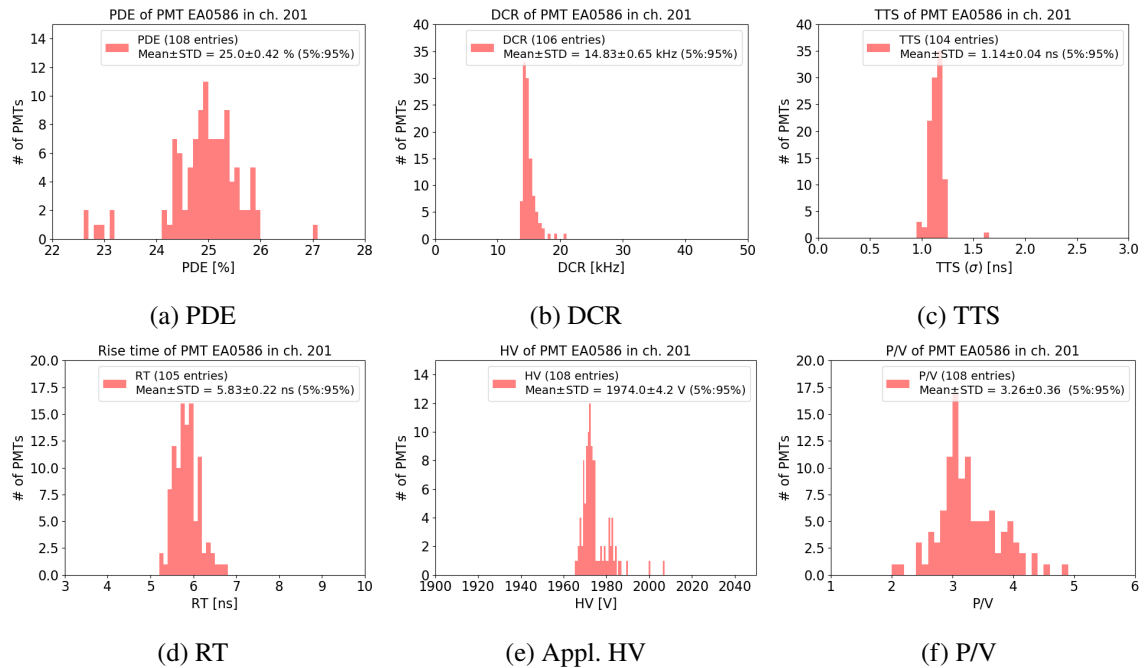 PDE of PMT EA0586 in ch. 201
PDE (108 entries)
Mean±STD = 25.0±0.42 % (5%:95%)
# of PMTs
14
12
10
8
6
4
2
0
22 23 24 25 26 27 28
PDE [%]
(a) PDE
DCR of PMT EA0586 in ch. 201
DCR (106 entries)
Mean±STD = 14.83±0.65 kHz (5%:95%)
# of PMTs
40
35
30
25
20
15
10
5
0
0 10 20 30 40 50
DCR [kHz]
(b) DCR
TTS of PMT EA0586 in ch. 201
TTS (104 entries)
Mean±STD = 1.14±0.04 ns (5%:95%)
# of PMTs
40
35
30
25
20
15
10
5
0
0.0 0.5 1.0 1.5 2.0 2.5 3.0
TTS (σ) [ns]
(c) TTS
Rise time of PMT EA0586 in ch. 201
RT (105 entries)
Mean±STD = 5.83±0.22 ns (5%:95%)
# of PMTs
20.0
17.5
15.0
12.5
10.0
7.5
5.0
2.5
0.0
3 4 5 6 7 8 9 10
RT [ns]
(d) RT
HV of PMT EA0586 in ch. 201
HV (108 entries)
Mean±STD = 1974.0±4.2 V (5%:95%)
# of PMTs
14
12
10
8
6
4
2
0
1900 1920 1940 1960 1980 2000 2020 2040
HV [V]
(e) Appl. HV
P/V of PMT EA0586 in ch. 201
P/V (108 entries)
Mean±STD = 3.26±0.36 (5%:95%)
# of PMTs
20.0
17.5
15.0
12.5
10.0
7.5
5.0
2.5
0.0
1 2 3 4 5 6
P/V
(f) P/V